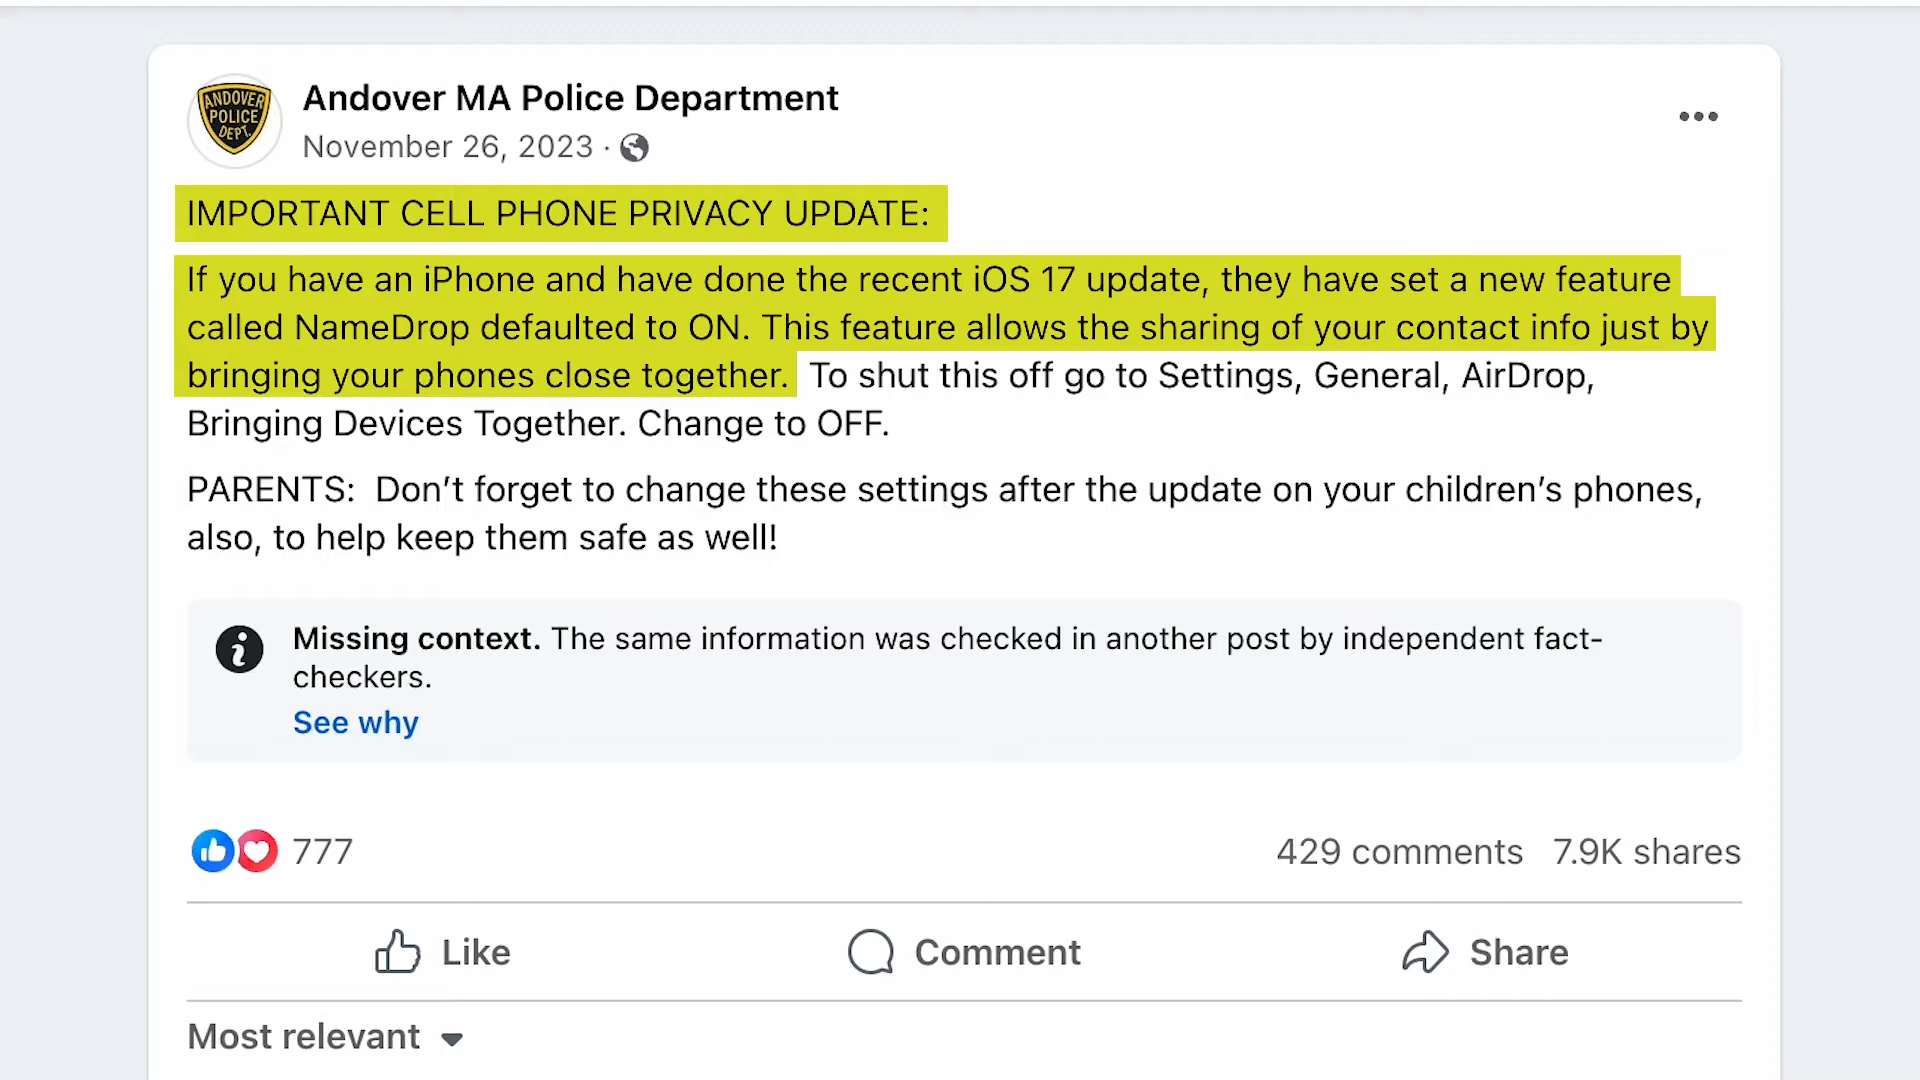 Andover MA Police Department
ANDOVER
POLICE
DEPT.
November 26, 2023 ·
IMPORTANT CELL PHONE PRIVACY UPDATE:
If you have an iPhone and have done the recent iOS 17 update, they have set a new feature
called NameDrop defaulted to ON. This feature allows the sharing of your contact info just by
bringing your phones close together. To shut this off go to Settings, General, AirDrop,
Bringing Devices Together. Change to OFF.
PARENTS: Don’t forget to change these settings after the update on your children’s phones,
also, to help keep them safe as well!
Missing context. The same information was checked in another post by independent fact-
checkers.
See why
777 429 comments 7.9K shares
Like Comment Share
Most relevant